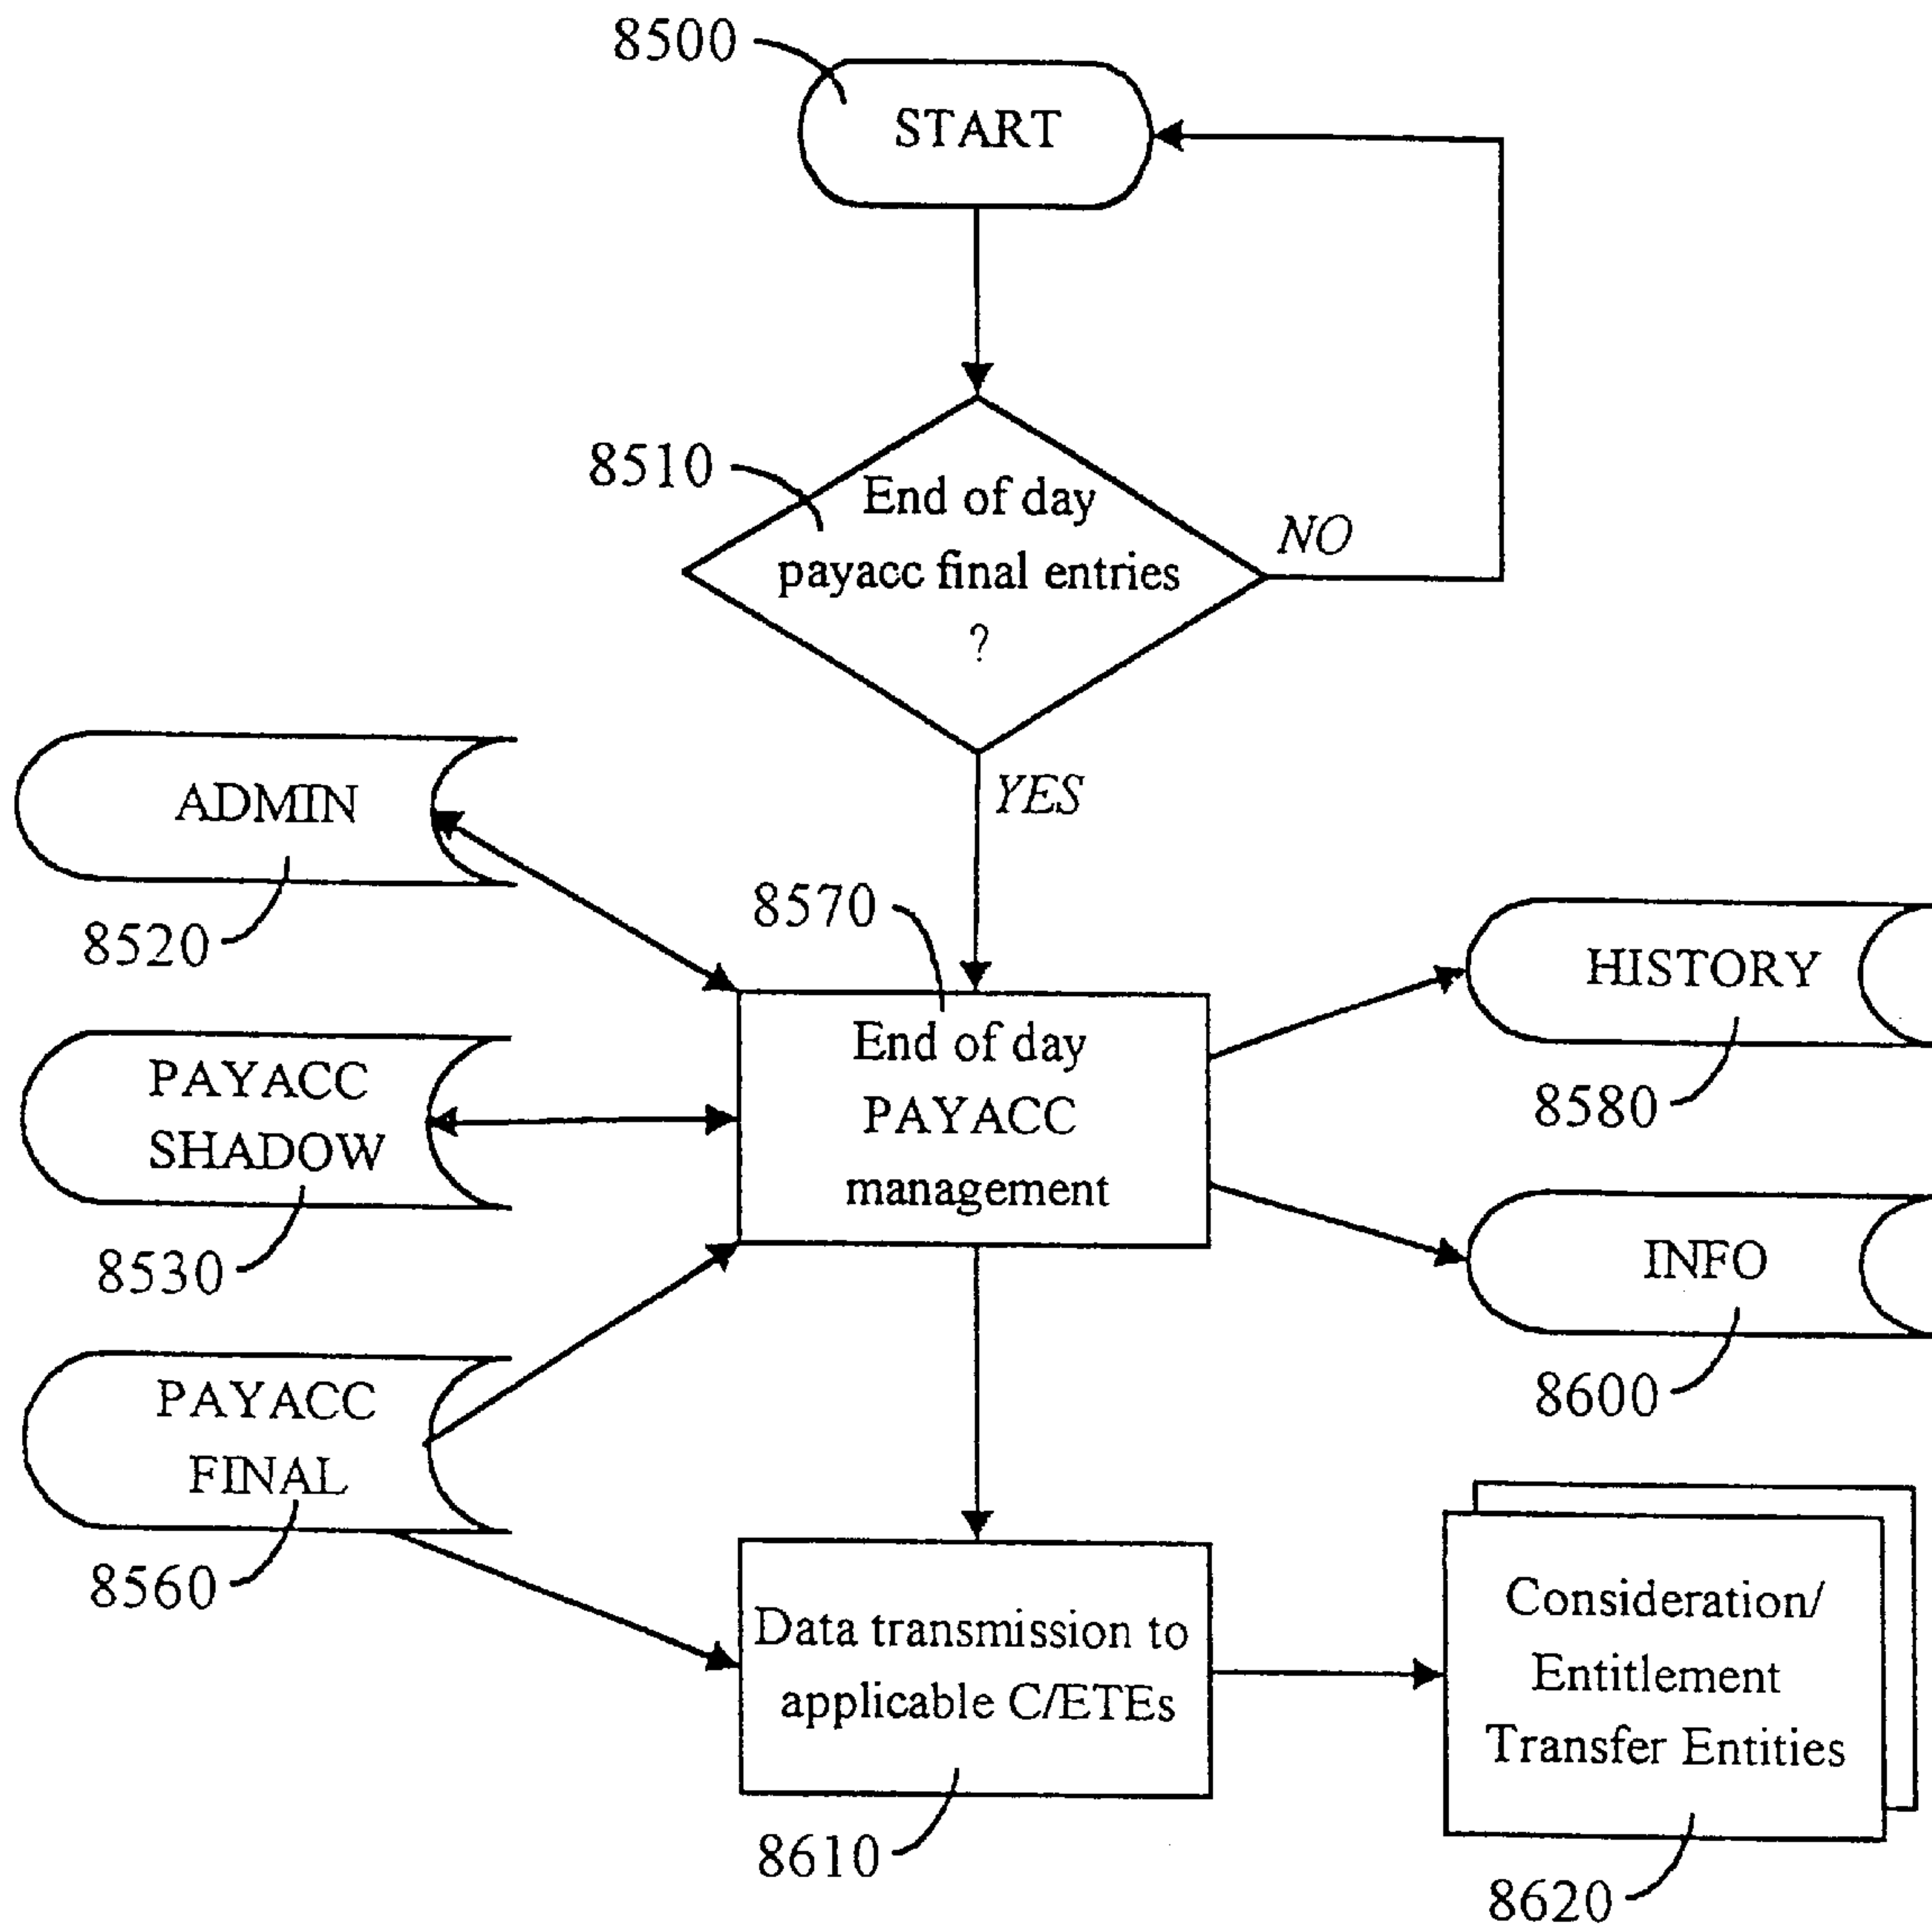 8500
START
8510
End of day
payacc final entries
?
NO
YES
ADMIN
8520
8570
End of day
PAYACC
management
HISTORY
8580
PAYACC
SHADOW
8530
INFO
8600
PAYACC
FINAL
8560
Data transmission to
applicable C/ETEs
8610
Consideration/
Entitlement
Transfer Entities
8620